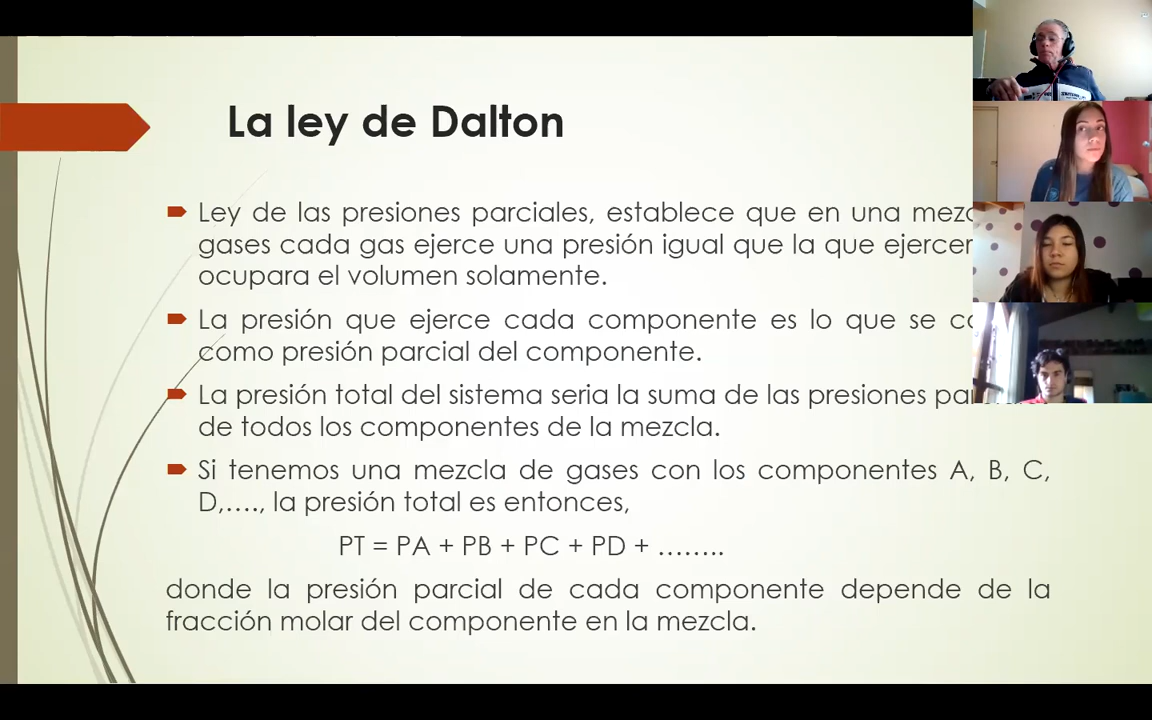 La ley de Dalton
Ley de las presiones parciales, establece que en una mezc
gases cada gas ejerce una presión igual que la que ejercer
ocupara el volumen solamente.
La presión que ejerce cada componente es lo que se co
como presión parcial del componente.
La presión total del sistema seria la suma de las presiones par
de todos los componentes de la mezcla.
Si tenemos una mezcla de gases con los componentes A, B, C,
D,…., la presión total es entonces,
PT = PA + PB + PC + PD + ……..
donde la presión parcial de cada componente depende de la
fracción molar del componente en la mezcla.